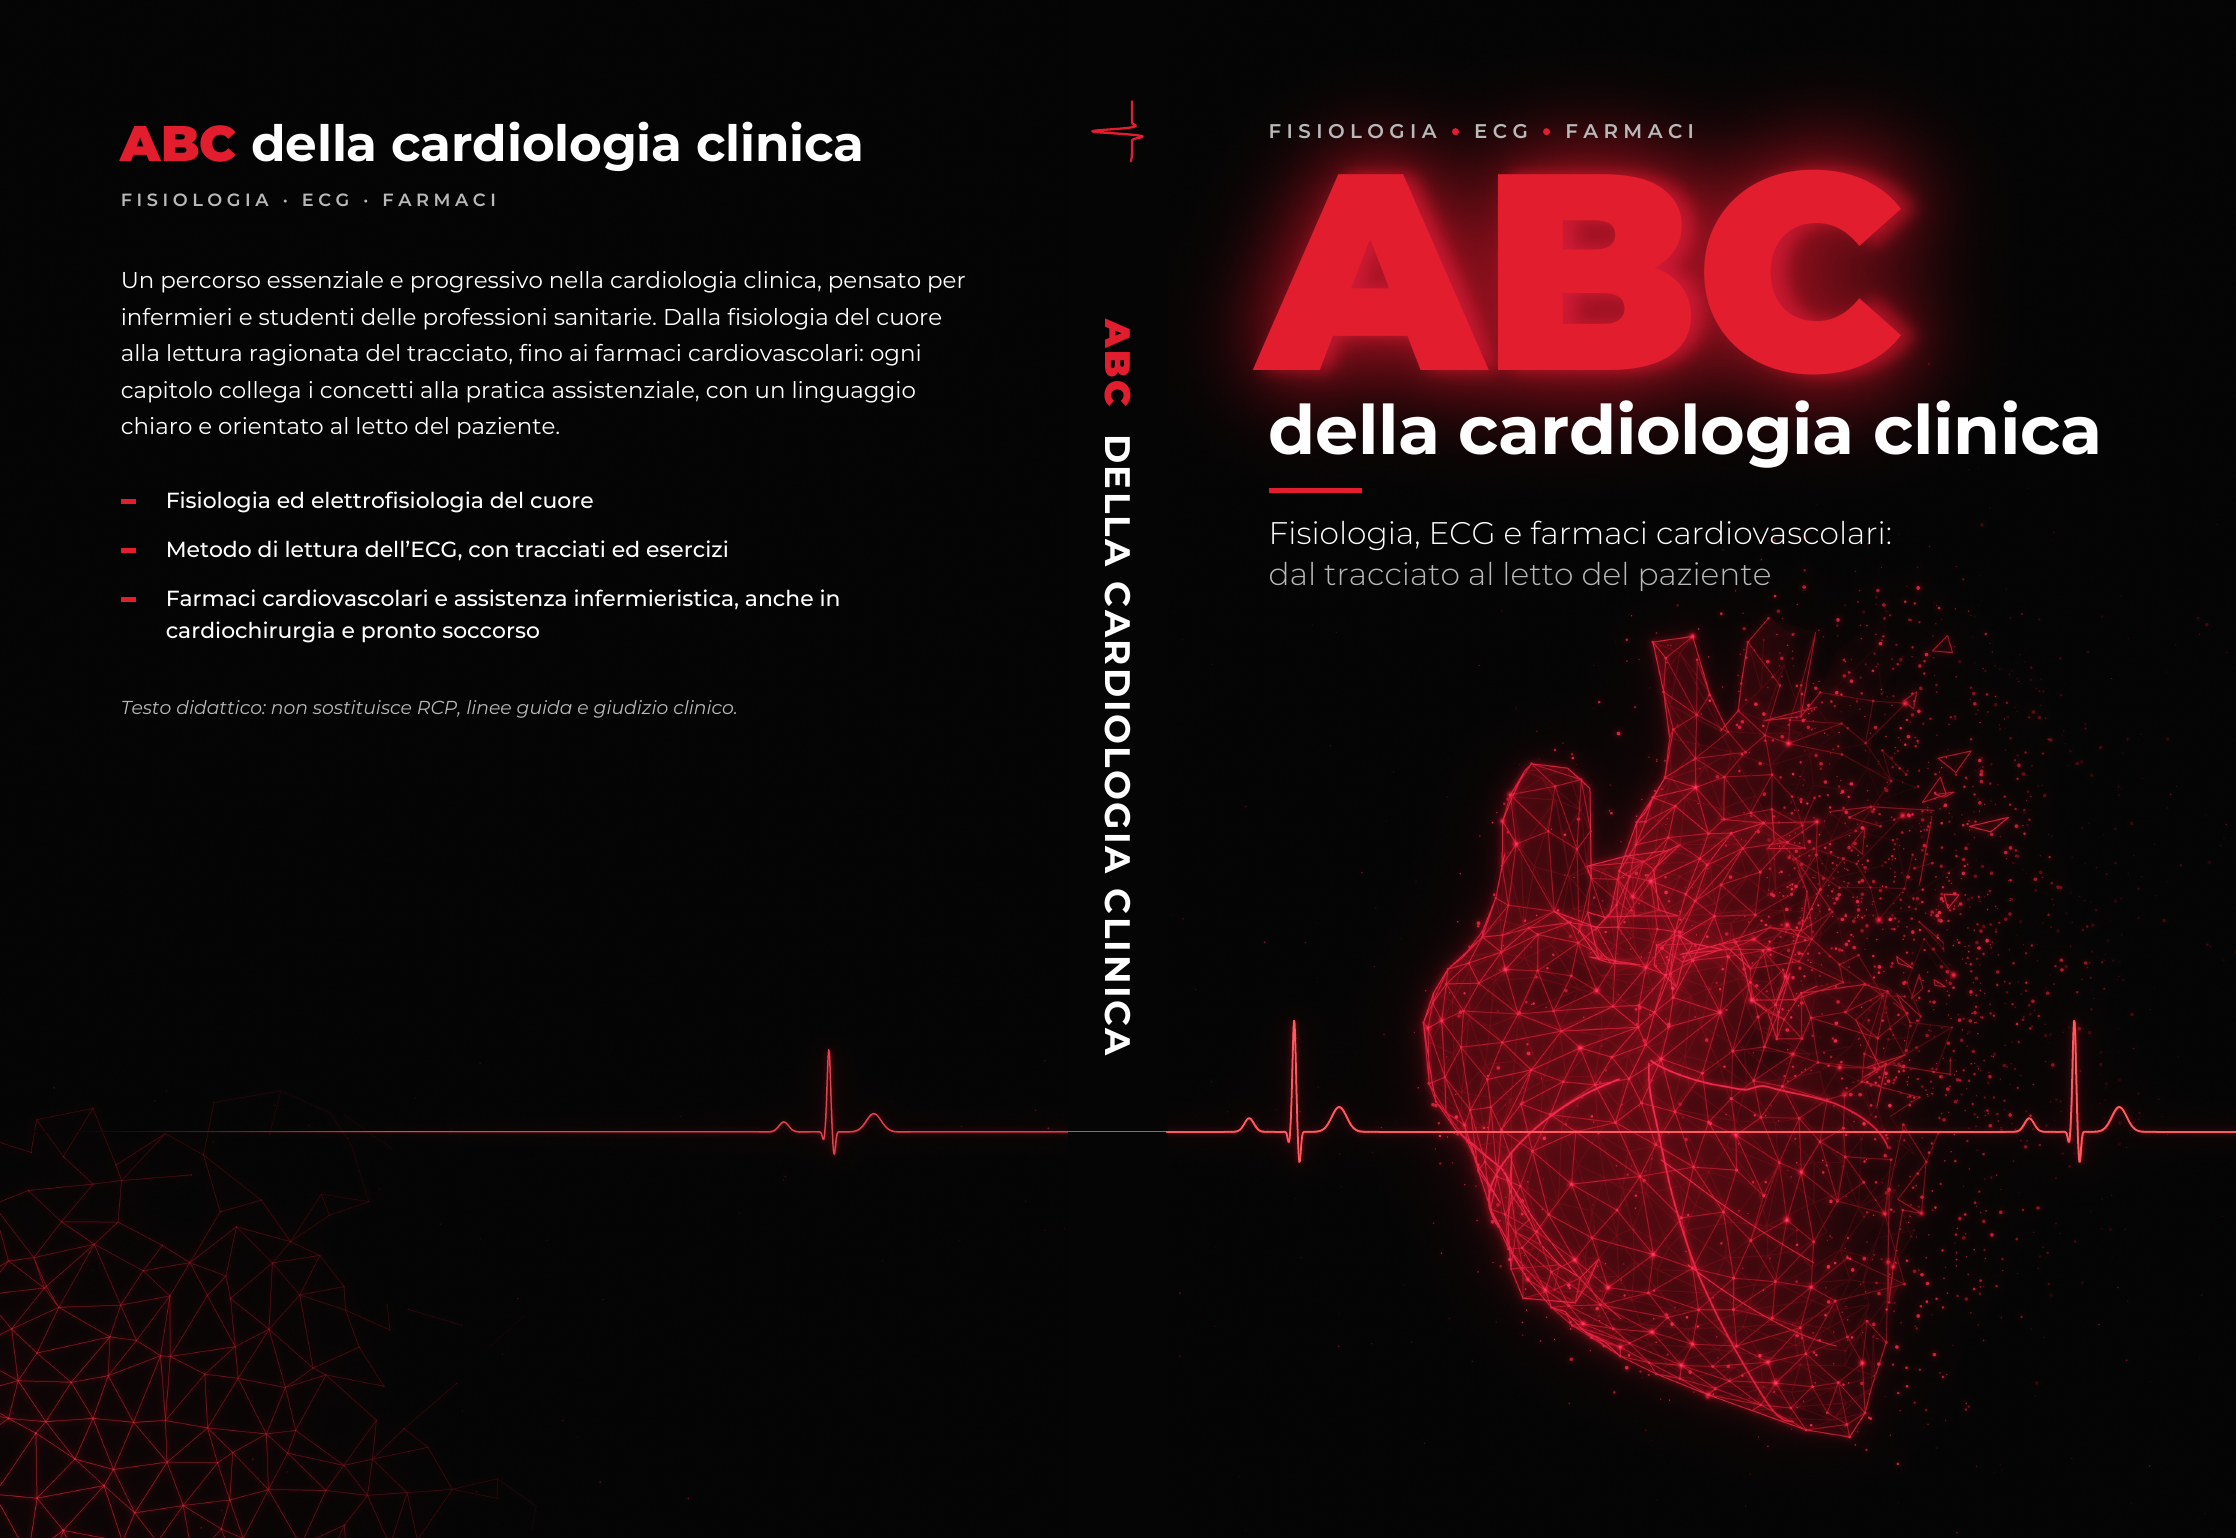 ABC della cardiologia clinica
FISIOLOGIA · ECG · FARMACI
Un percorso essenziale e progressivo nella cardiologia clinica, pensato per
infermieri e studenti delle professioni sanitarie. Dalla fisiologia del cuore
alla lettura ragionata del tracciato, fino ai farmaci cardiovascolari: ogni
capitolo collega i concetti alla pratica assistenziale, con un linguaggio
chiaro e orientato al letto del paziente.
Fisiologia ed elettrofisiologia del cuore
Metodo di lettura dell’ECG, con tracciati ed esercizi
Farmaci cardiovascolari e assistenza infermieristica, anche in
cardiochirurgia e pronto soccorso
Testo didattico: non sostituisce RCP, linee guida e giudizio clinico.
ABC DELLA CARDIOLOGIA CLINICA
FISIOLOGIA • ECG • FARMACI
ABC
della cardiologia clinica
Fisiologia, ECG e farmaci cardiovascolari:
dal tracciato al letto del paziente